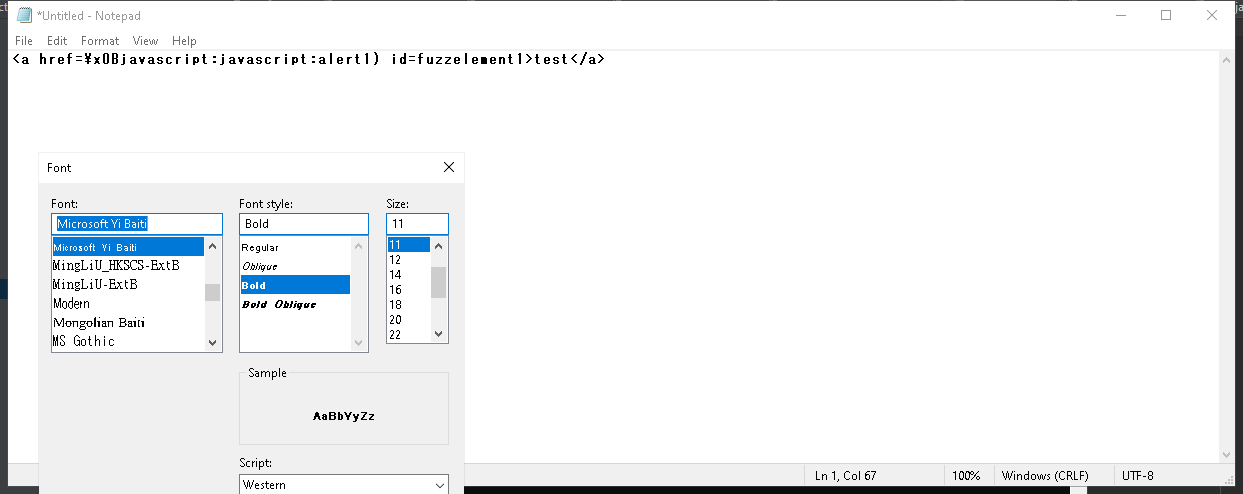 *Untitled - Notepad
File Edit Format View Help
<a href=¥x0Bjavascript:javascript:alert1) id=fuzzelement1>test</a>
Font
Font: Font style: Size:
Microsoft Yi Baiti Bold 11
Microsoft Yi Baiti Regular 11
MingLiU_HKSCS-ExtB Oblique 12
MingLiU-ExtB Bold 14
Modern Bold Oblique 16
Mongolian Baiti 18
MS Gothic 20
22
Sample
AaBbYyZz
Script:
Western
Ln 1, Col 67 100% Windows (CRLF) UTF-8